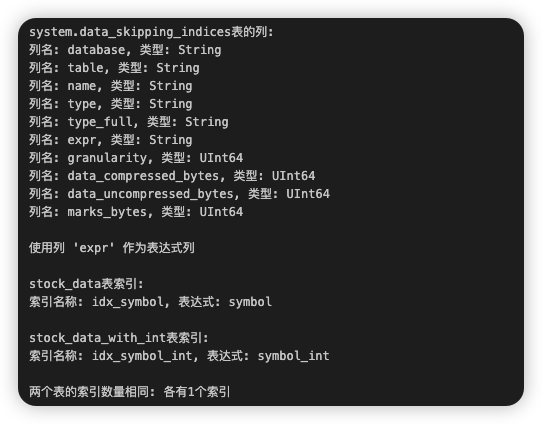 system.data_skipping_indices表的列:
列名: database, 类型: String
列名: table, 类型: String
列名: name, 类型: String
列名: type, 类型: String
列名: type_full, 类型: String
列名: expr, 类型: String
列名: granularity, 类型: UInt64
列名: data_compressed_bytes, 类型: UInt64
列名: data_uncompressed_bytes, 类型: UInt64
列名: marks_bytes, 类型: UInt64
使用列 'expr' 作为表达式列
stock_data表索引:
索引名称: idx_symbol, 表达式: symbol
stock_data_with_int表索引:
索引名称: idx_symbol_int, 表达式: symbol_int
两个表的索引数量相同: 各有1个索引